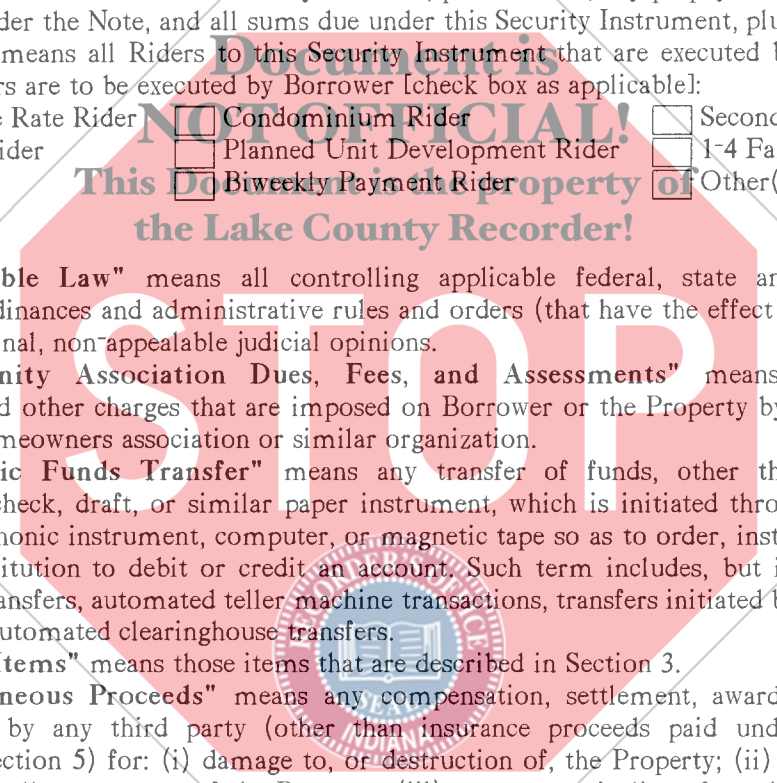 der the Note, and all sums due under this Security Instrument, plu
means all Riders to this Security Instrument that are executed b
Document is
rs are to be executed by Borrower [check box as applicable]:
e Rate Rider Condominium Rider Second
NOT OFFICIAL!
ider Planned Unit Development Rider 1-4 Fa
Biweekly Payment Rider Other(
This Document is the property of
the Lake County Recorder!
ble Law" means all controlling applicable federal, state an
dinances and administrative rules and orders (that have the effect
nal, non-appealable judicial opinions.
nity Association Dues, Fees, and Assessments" means
d other charges that are imposed on Borrower or the Property by
meowners association or similar organization.
ic Funds Transfer" means any transfer of funds, other th
check, draft, or similar paper instrument, which is initiated thro
honic instrument, computer, or magnetic tape so as to order, inst
STOP
itution to debit or credit an account. Such term includes, but i
ansfers, automated teller machine transactions, transfers initiated b
utomated clearinghouse transfers.
Items" means those items that are described in Section 3.
neous Proceeds" means any compensation, settlement, award
by any third party (other than insurance proceeds paid und
ection 5) for: (i) damage to, or destruction of, the Property; (ii)
RECORDER'S OFFICE
SEAL
INDIANA